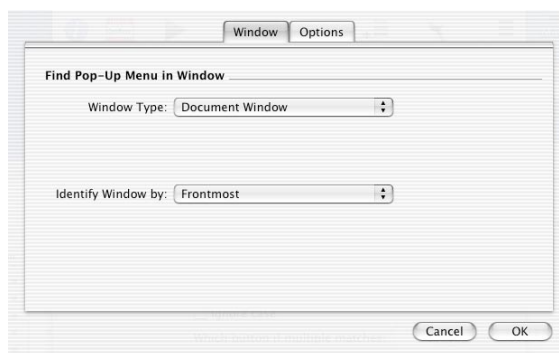 Window Options
Find Pop-Up Menu in Window
Window Type: Document Window
Identify Window by: Frontmost
Cancel OK